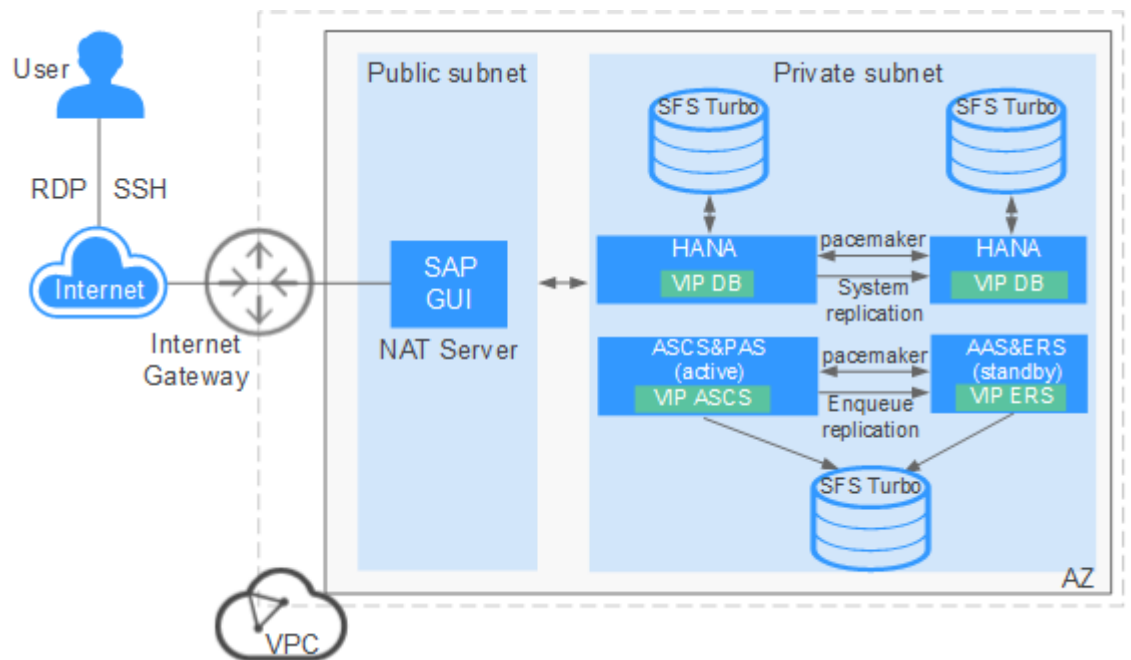 User
RDP
SSH
Internet
Internet
Gateway
Public subnet
SAP
GUI
NAT Server
Private subnet
SFS Turbo
SFS Turbo
HANA
VIP DB
pacemaker
System
replication
HANA
VIP DB
ASCS&PAS
(active)
VIP ASCS
pacemaker
Enqueue
replication
AAS&ERS
(standby)
VIP ERS
SFS Turbo
AZ
VPC